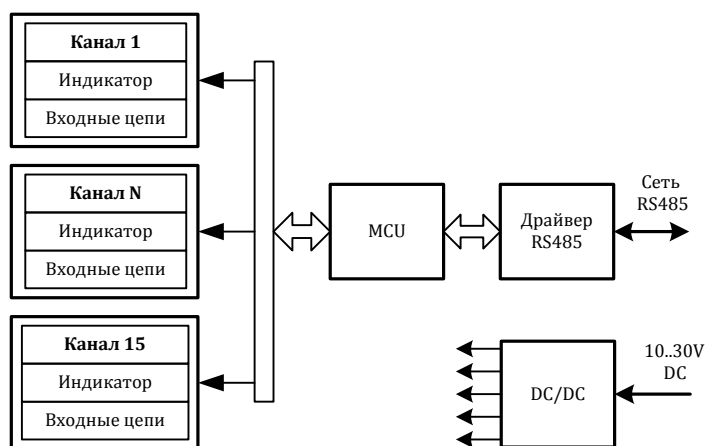 Канал 1
Индикатор
Входные цепи
Канал N
Индикатор
Входные цепи
MCU
Драйвер
RS485
Сеть
RS485
Канал 15
Индикатор
Входные цепи
DC/DC
10..30V
DC